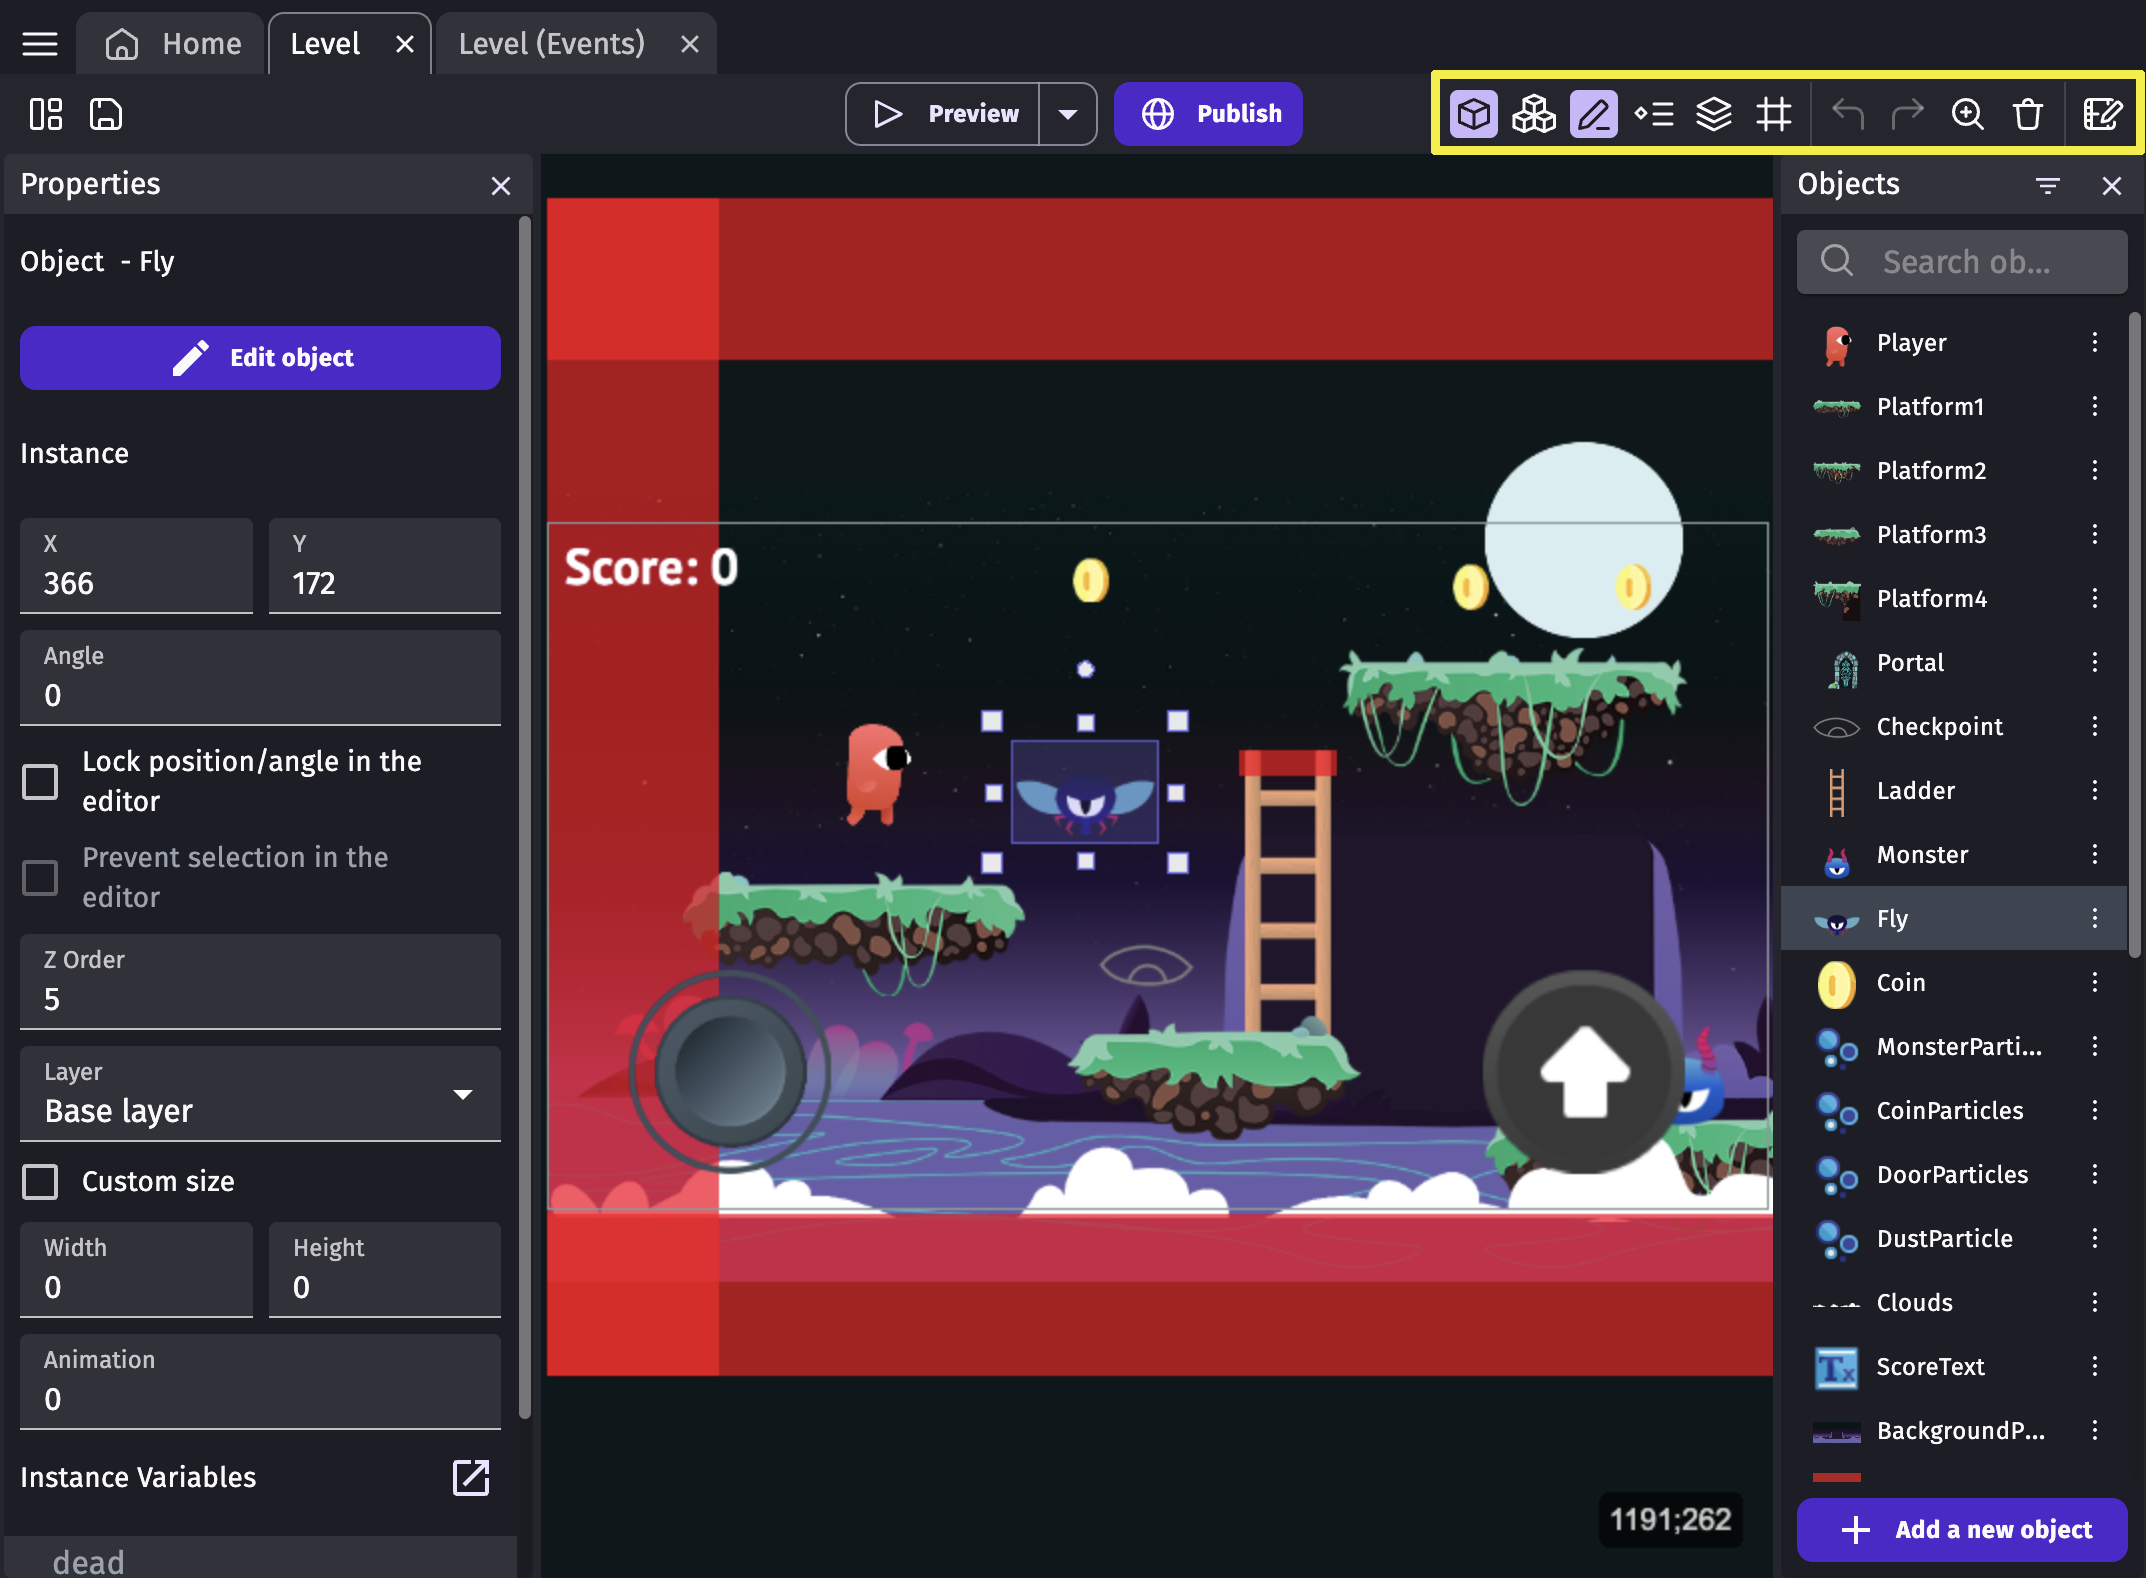 Home
Level
Level (Events)
Preview
Publish
Properties
Object - Fly
Edit object
Instance
X
366
Y
172
Angle
0
Lock position/angle in the
editor
Prevent selection in the
editor
Z Order
5
Layer
Base layer
Custom size
Width
0
Height
0
Animation
0
Instance Variables
dead
Score: 0
1191;262
Objects
Search ob...
Player
Platform1
Platform2
Platform3
Platform4
Portal
Checkpoint
Ladder
Monster
Fly
Coin
MonsterParti...
CoinParticles
DoorParticles
DustParticle
Clouds
Tx
ScoreText
BackgroundP...
Add a new object